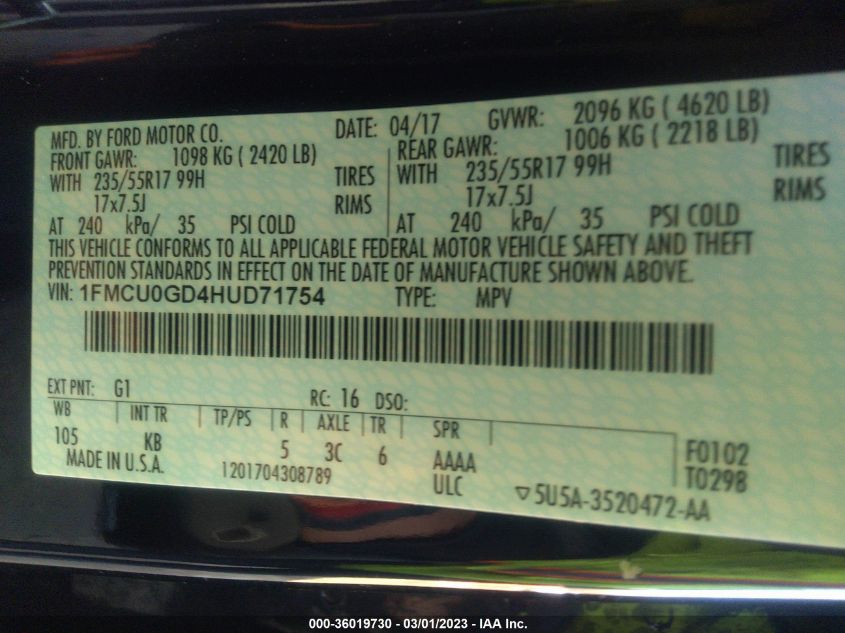 MFD. BY FORD MOTOR CO. DATE: 04/17 GVWR: 2096 KG ( 4620 LB)
FRONT GAWR: 1098 KG ( 2420 LB) REAR GAWR: 1006 KG ( 2218 LB)
WITH 235/55R17 99H TIRES WITH 235/55R17 99H TIRES
17x7.5J RIMS 17x7.5J RIMS
AT 240 kPa/ 35 PSI COLD AT 240 kPa/ 35 PSI COLD
THIS VEHICLE CONFORMS TO ALL APPLICABLE FEDERAL MOTOR VEHICLE SAFETY AND THEFT
PREVENTION STANDARDS IN EFFECT ON THE DATE OF MANUFACTURE SHOWN ABOVE.
VIN: 1FMCU0GD4HUD71754 TYPE: MPV
EXT PNT: G1 RC: 16 DSO:
WB INT TR TP/PS R AXLE TR SPR
105 KB 5 3C 6 AAAA F0102
MADE IN U.S.A. 1201704308789 ULC T0298
▽5U5A-3520472-AA
000-36019730 - 03/01/2023 - IAA Inc.